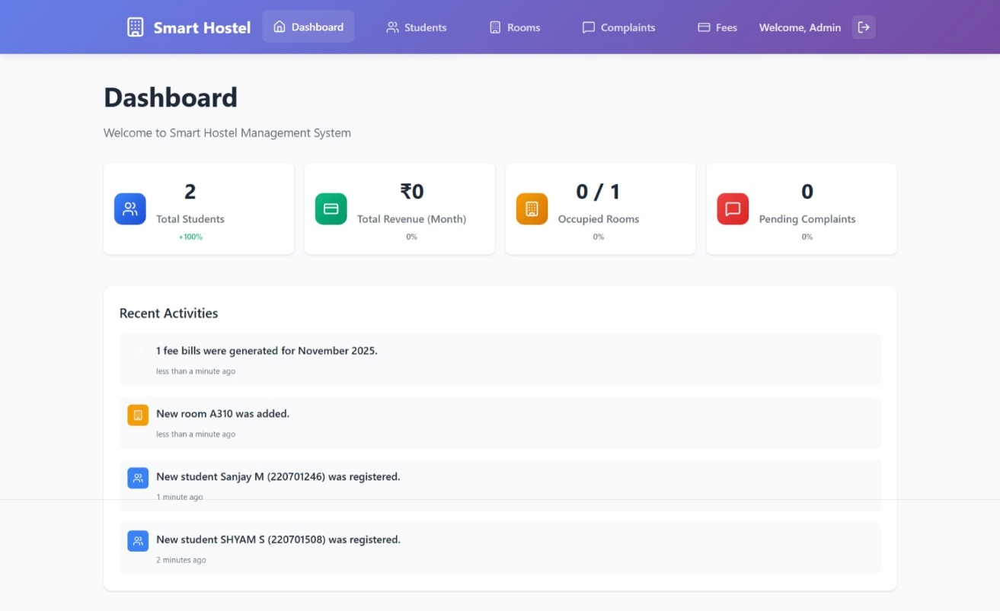 Smart Hostel Dashboard Students Rooms Complaints Fees Welcome, Admin
Dashboard
Welcome to Smart Hostel Management System
2
Total Students
+100%
₹0
Total Revenue (Month)
0%
0 / 1
Occupied Rooms
0%
0
Pending Complaints
0%
Recent Activities
1 fee bills were generated for November 2025.
less than a minute ago
New room A310 was added.
less than a minute ago
New student Sanjay M (220701246) was registered.
1 minute ago
New student SHYAM S (220701508) was registered.
2 minutes ago